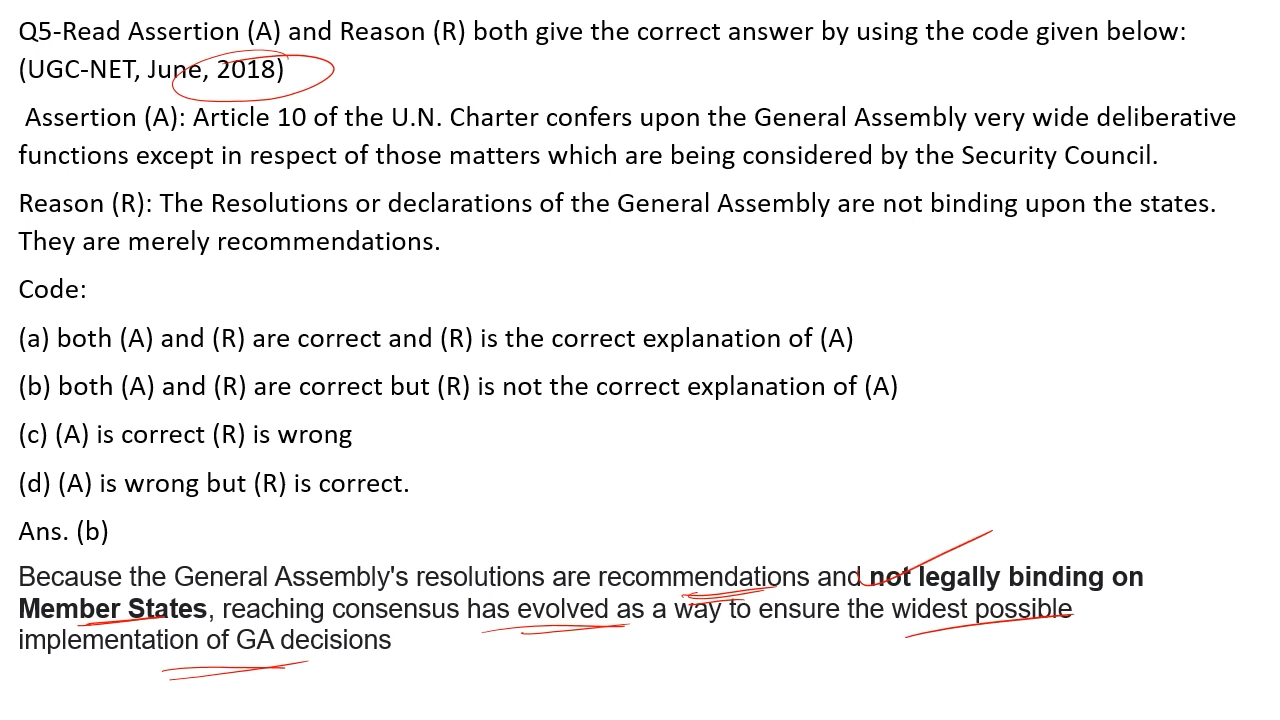 Q5-Read Assertion (A) and Reason (R) both give the correct answer by using the code given below:
(UGC-NET, June, 2018)
Assertion (A): Article 10 of the U.N. Charter confers upon the General Assembly very wide deliberative
functions except in respect of those matters which are being considered by the Security Council.
Reason (R): The Resolutions or declarations of the General Assembly are not binding upon the states.
They are merely recommendations.
Code:
(a) both (A) and (R) are correct and (R) is the correct explanation of (A)
(b) both (A) and (R) are correct but (R) is not the correct explanation of (A)
(c) (A) is correct (R) is wrong
(d) (A) is wrong but (R) is correct.
Ans. (b)
Because the General Assembly's resolutions are recommendations and not legally binding on
Member States, reaching consensus has evolved as a way to ensure the widest possible
implementation of GA decisions